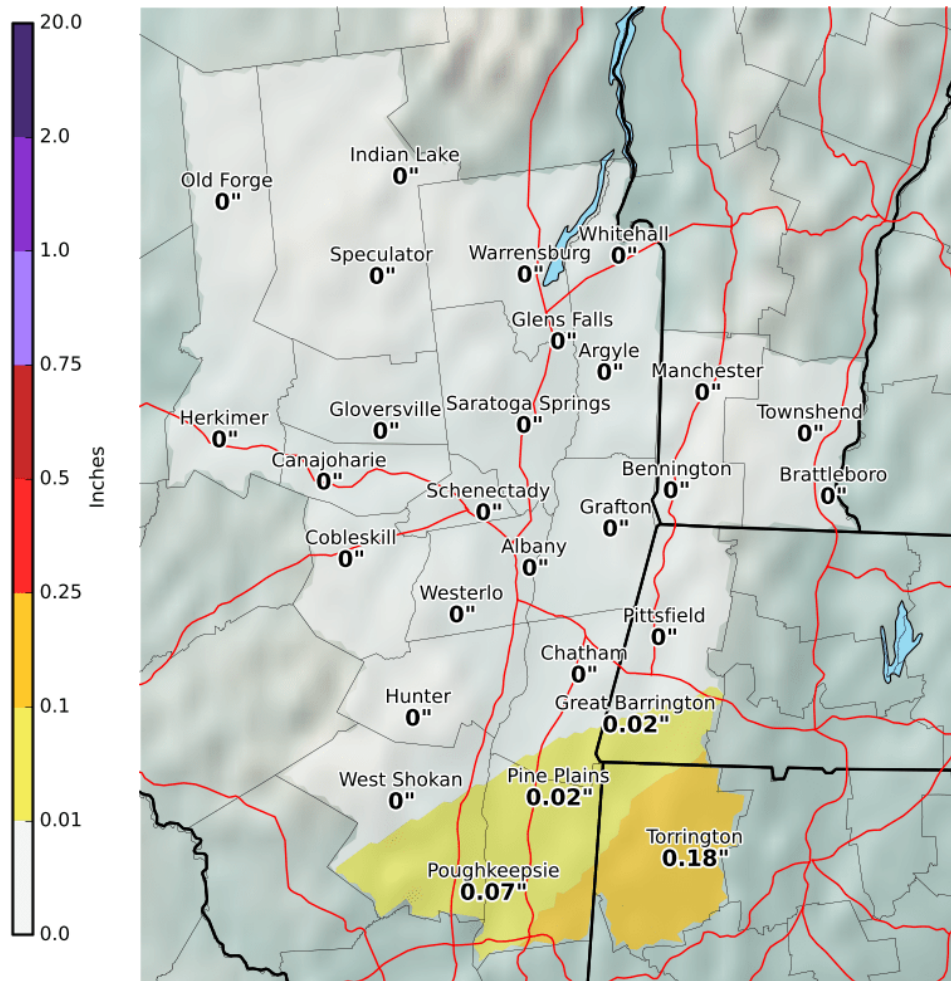 20.0
2.0
1.0
0.75
0.5
0.25
0.1
0.01
0.0
Inches
Indian Lake
0"
Old Forge
0"
Whitehall
0"
Speculator
0"
Warrensburg
0"
Glens Falls
0"
Argyle
0"
Manchester
0"
Gloversville
0"
Saratoga Springs
0"
Townshend
0"
Herkimer
0"
Canajoharie
0"
Bennington
0"
Brattleboro
0"
Schenectady
0"
Grafton
0"
Cobleskill
0"
Albany
0"
Westerlo
0"
Pittsfield
0"
Chatham
0"
Hunter
0"
Great Barrington
0.02"
West Shokan
0"
Pine Plains
0.02"
Torrington
0.18"
Poughkeepsie
0.07"